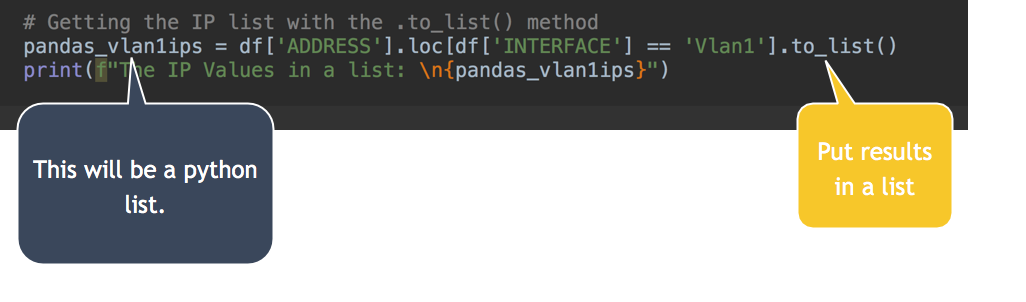 # Getting the IP list with the .to_list() method
pandas_vlan1ips = df['ADDRESS'].loc[df['INTERFACE'] == 'Vlan1'].to_list()
print(f"The IP Values in a list: \n{pandas_vlan1ips}")
This will be a python
list.
Put results
in a list